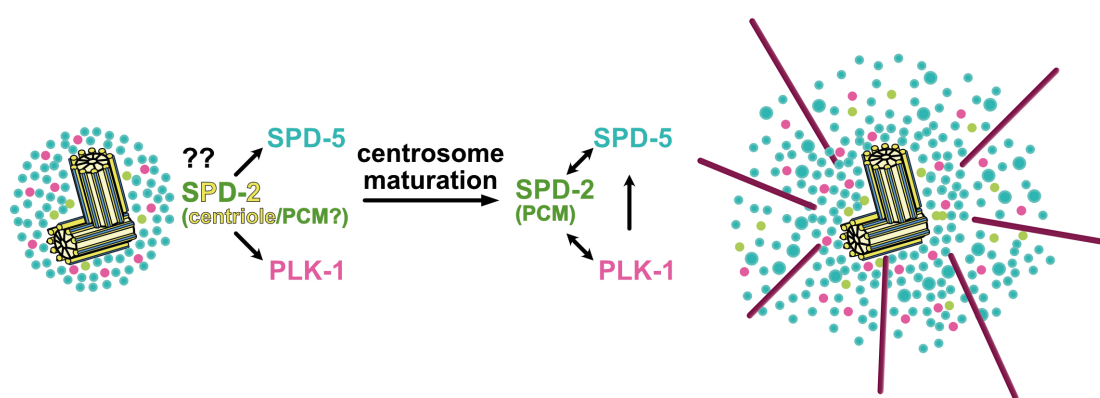 ??
SPD-5
SPD-2
(centriole/PCM?)
PLK-1
centrosome
maturation
SPD-5
SPD-2
(PCM)
PLK-1